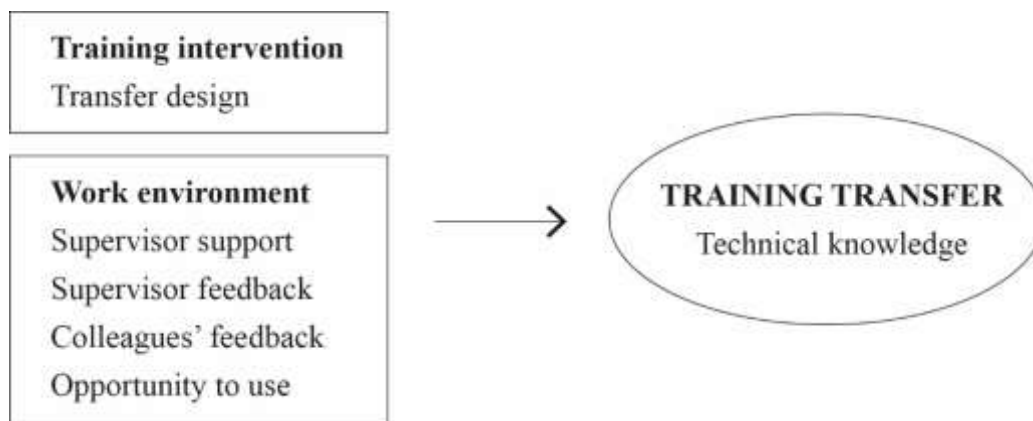 Training intervention
Transfer design
Work environment
Supervisor support
Supervisor feedback
Colleagues’ feedback
Opportunity to use
TRAINING TRANSFER
Technical knowledge